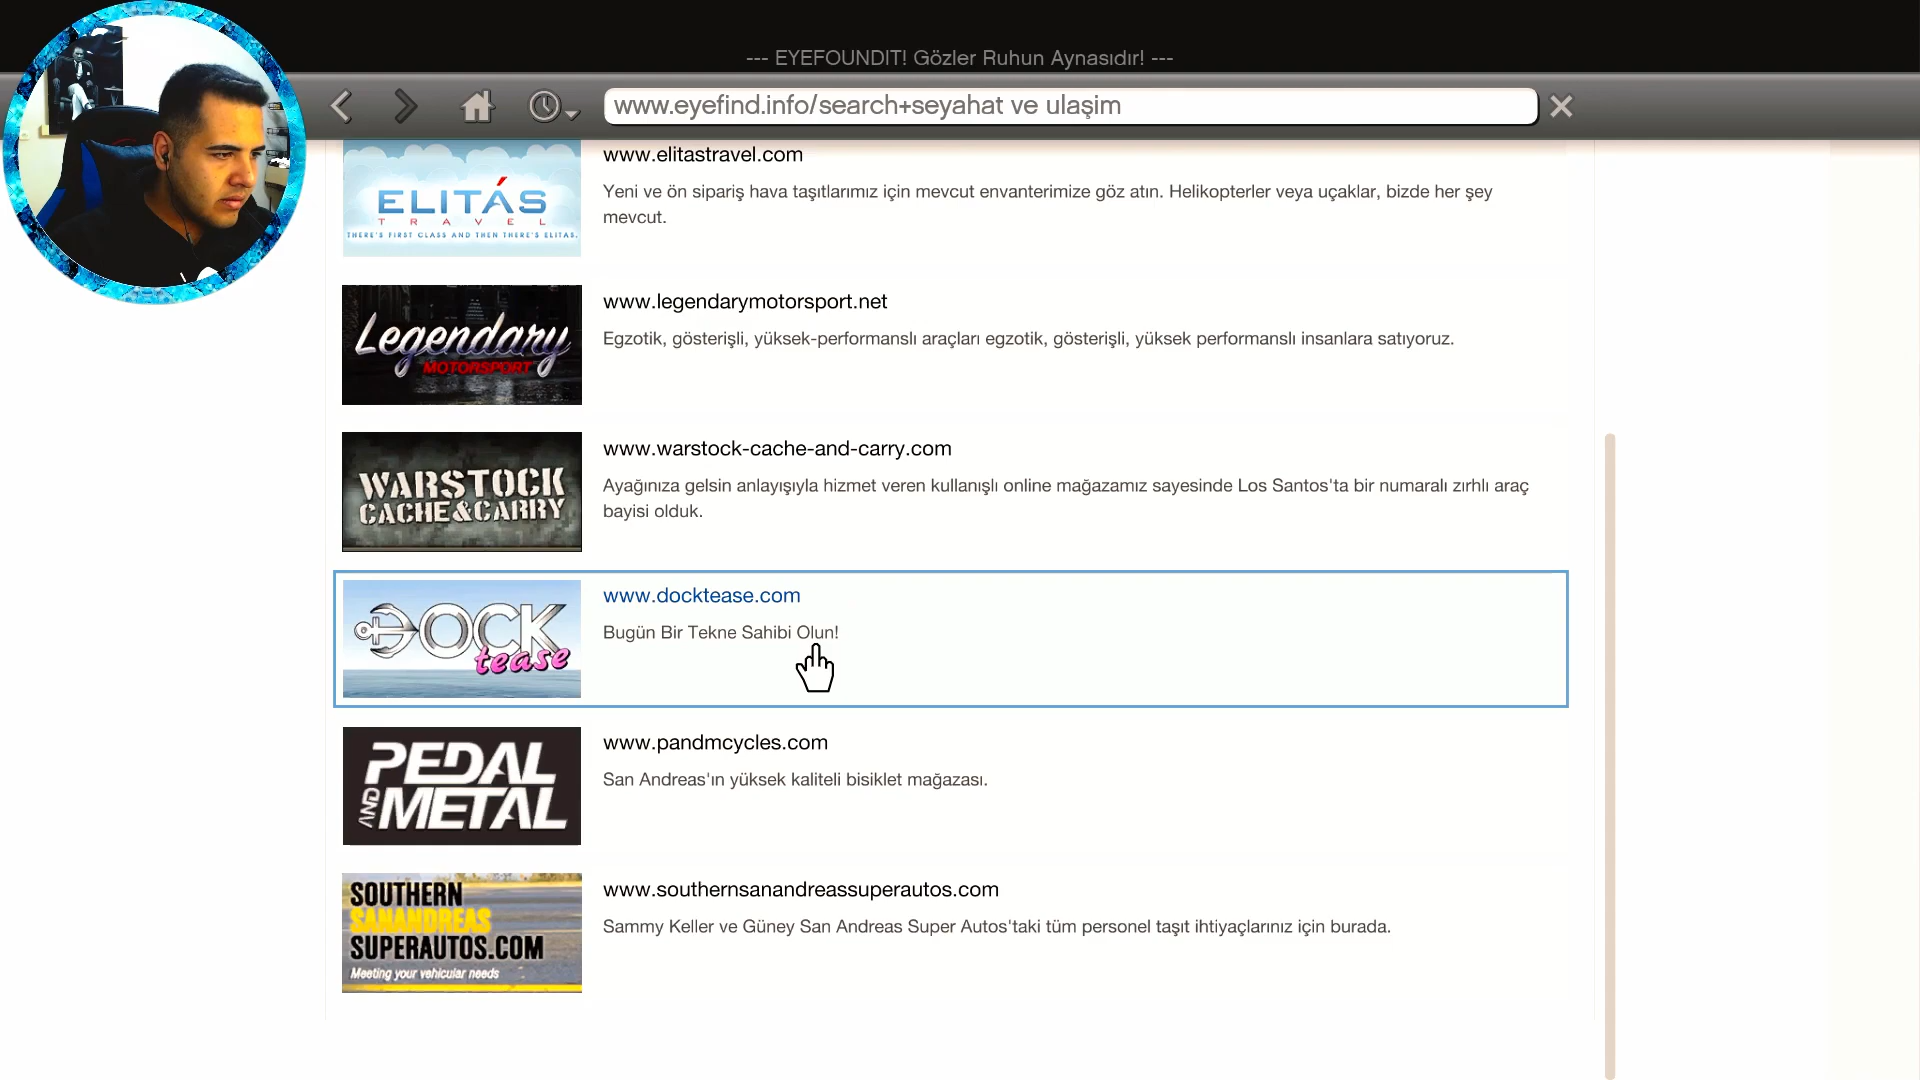 --- EYEFOUNDIT! Gözler Ruhun Aynasıdır! ---
www.eyefind.info/search+seyahat ve ulaşim
www.elitastravel.com
ELITÁS
TRAVEL
THERE'S FIRST CLASS AND THEN THERE'S ELITAS.
Yeni ve ön sipariş hava taşıtlarımız için mevcut envanterimize göz atın. Helikopterler veya uçaklar, bizde her şey
mevcut.
www.legendarymotorsport.net
Legendary
MOTORSPORT
Egzotik, gösterişli, yüksek-performanslı araçları egzotik, gösterişli, yüksek performanslı insanlara satıyoruz.
www.warstock-cache-and-carry.com
WARSTOCK
CACHE&CARRY
Ayağınıza gelsin anlayışıyla hizmet veren kullanışlı online mağazamız sayesinde Los Santos'ta bir numaralı zırhlı araç
bayisi olduk.
www.docktease.com
DOCK
tease
Bugün Bir Tekne Sahibi Olun!
www.pandmcycles.com
PEDAL
AND METAL
San Andreas'ın yüksek kaliteli bisiklet mağazası.
www.southernsanandreassuperautos.com
SOUTHERN
SANANDREAS
SUPERAUTOS.COM
Meeting your vehicular needs
Sammy Keller ve Güney San Andreas Super Autos'taki tüm personel taşıt ihtiyaçlarınız için burada.